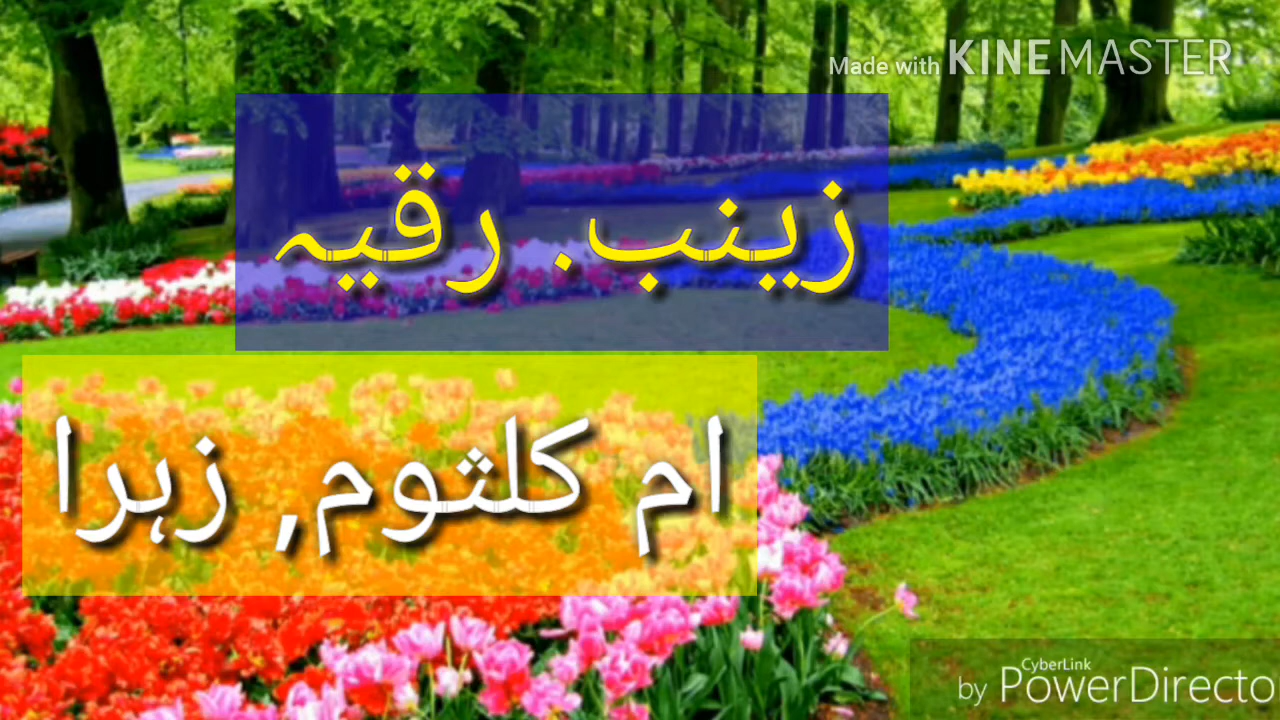 Made with KINEMASTER
زینب. رقیہ
ام کلثوم, زہرا
CyberLink
by PowerDirecto